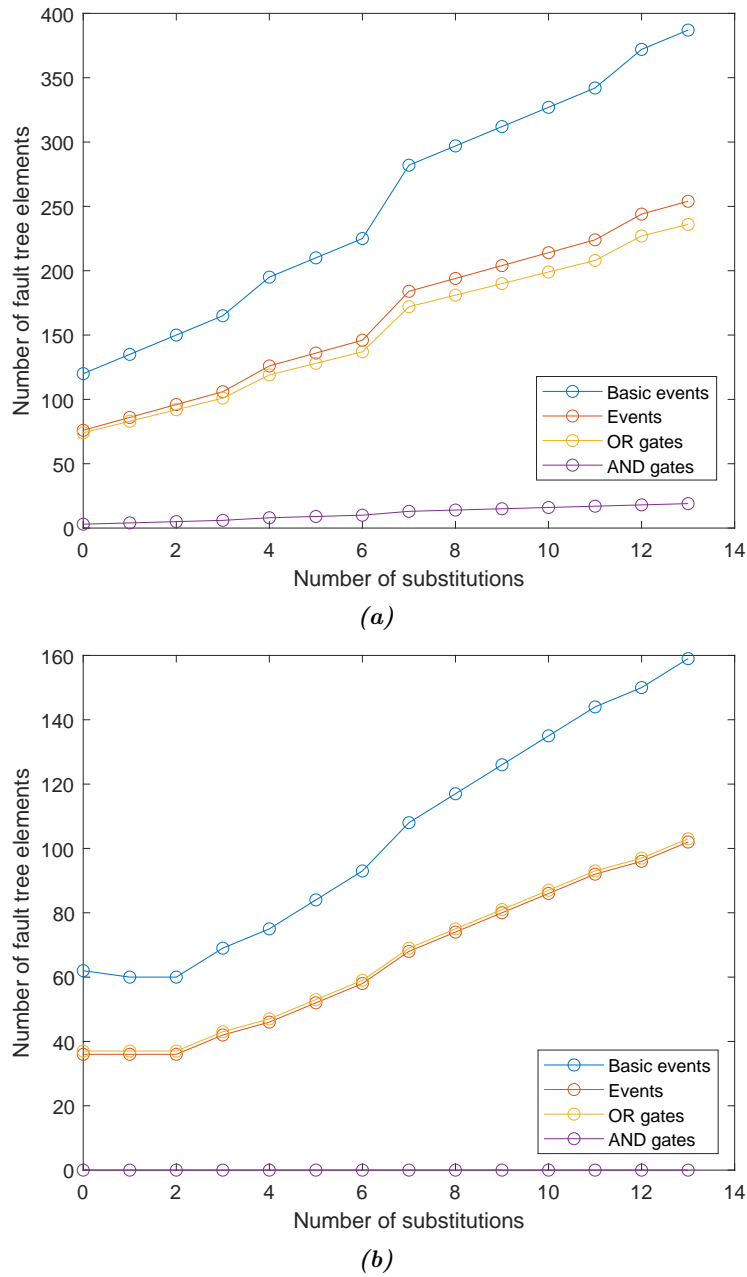 400
350
300
250
200
150
100
50
0
Number of fault tree elements
Basic events
Events
OR gates
AND gates
0 2 4 6 8 10 12 14
Number of substitutions
(a)
160
140
120
100
80
60
40
20
0
Number of fault tree elements
Basic events
Events
OR gates
AND gates
0 2 4 6 8 10 12 14
Number of substitutions
(b)